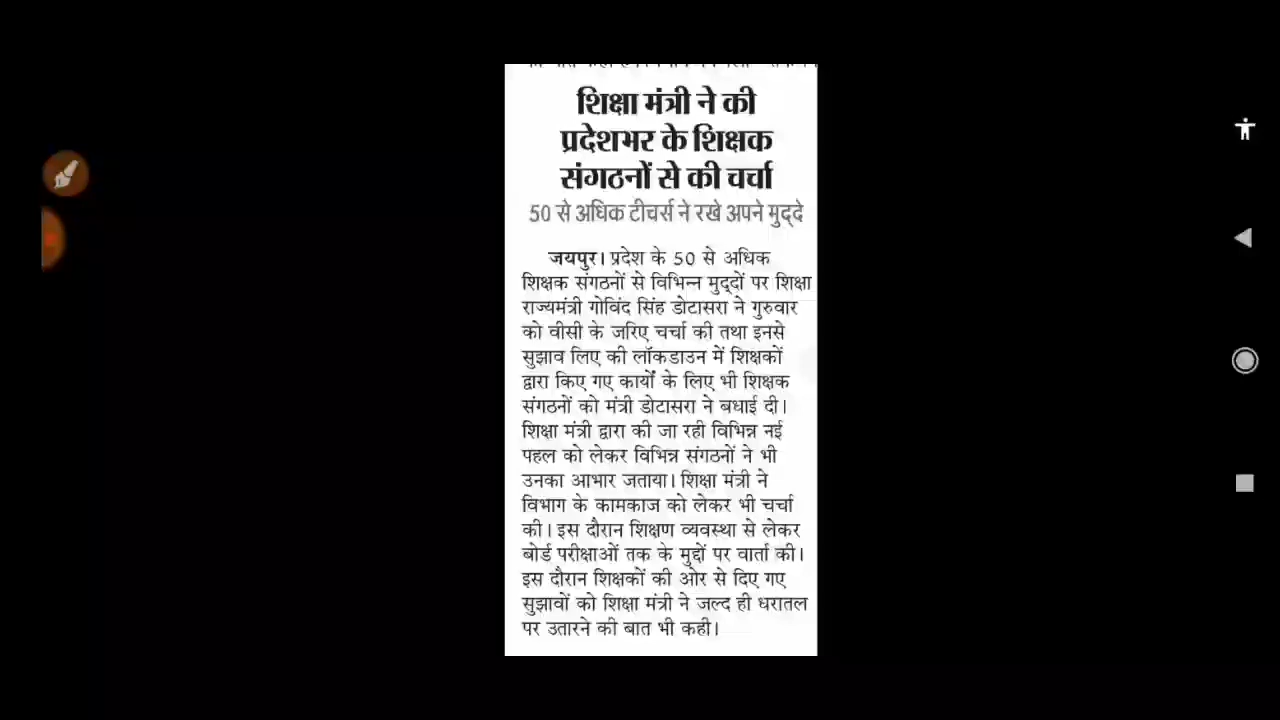 शिक्षा मंत्री ने की
प्रदेशभर के शिक्षक
संगठनों से की चर्चा
50 से अधिक टीचर्स ने रखे अपने मुद्दे
जयपुर। प्रदेश के 50 से अधिक
शिक्षक संगठनों से विभिन्न मुद्दों पर शिक्षा
राज्यमंत्री गोविंद सिंह डोटासरा ने गुरुवार
को वीसी के जरिए चर्चा की तथा इनसे
सुझाव लिए की लॉकडाउन में शिक्षकों
द्वारा किए गए कार्यों के लिए भी शिक्षक
संगठनों को मंत्री डोटासरा ने बधाई दी।
शिक्षा मंत्री द्वारा की जा रही विभिन्न नई
पहल को लेकर विभिन्न संगठनों ने भी
उनका आभार जताया। शिक्षा मंत्री ने
विभाग के कामकाज को लेकर भी चर्चा
की। इस दौरान शिक्षण व्यवस्था से लेकर
बोर्ड परीक्षाओं तक के मुद्दों पर वार्ता की।
इस दौरान शिक्षकों की ओर से दिए गए
सुझावों को शिक्षा मंत्री ने जल्द ही धरातल
पर उतारने की बात भी कही।